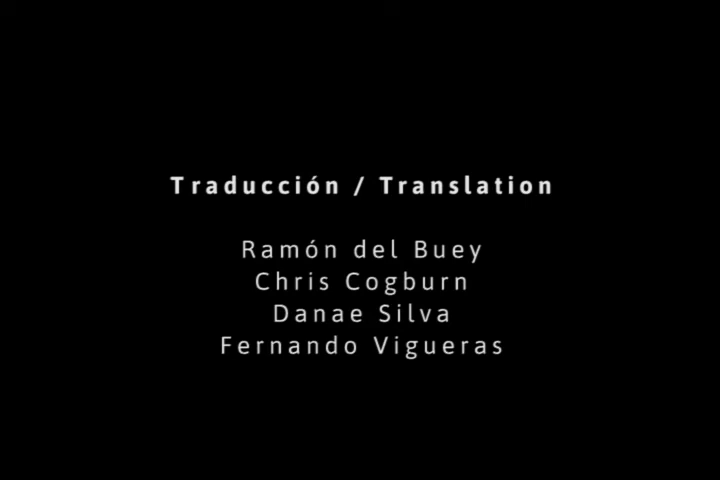 Traducción / Translation
Ramón del Buey
Chris Cogburn
Danae Silva
Fernando Vigueras